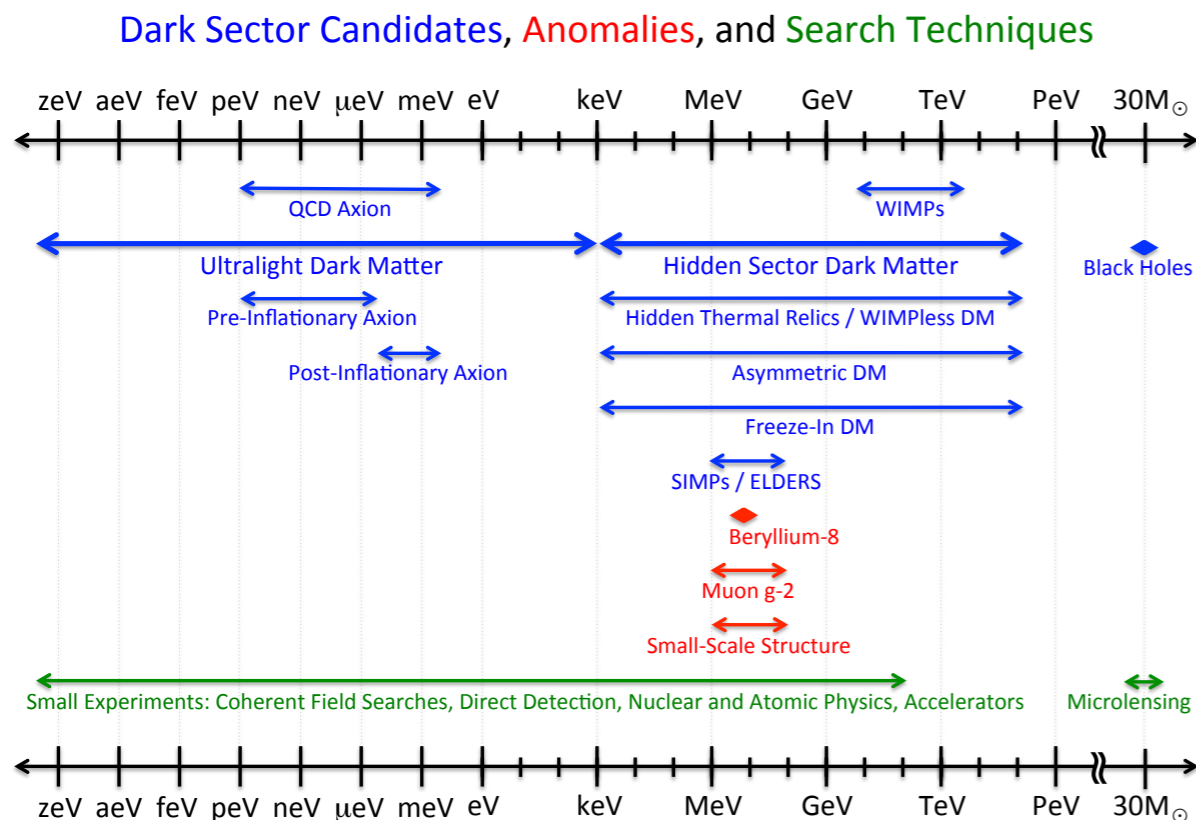 Dark Sector Candidates, Anomalies, and Search Techniques
zeV aeV feV peV neV μeV meV eV keV MeV GeV TeV PeV 30M☉
QCD Axion WIMPs
Ultralight Dark Matter Hidden Sector Dark Matter Black Holes
Pre-Inflationary Axion Hidden Thermal Relics / WIMPless DM
Post-Inflationary Axion Asymmetric DM
Freeze-In DM
SIMPs / ELDERS
Beryllium-8
Muon g-2
Small-Scale Structure
Small Experiments: Coherent Field Searches, Direct Detection, Nuclear and Atomic Physics, Accelerators Microlensing
zeV aeV feV peV neV μeV meV eV keV MeV GeV TeV PeV 30M☉